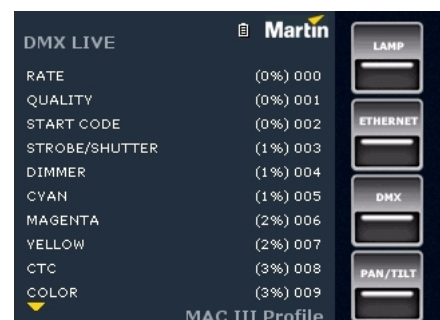 DMX LIVE
Martin
RATE (0%) 000
QUALITY (0%) 001
START CODE (0%) 002
STROBE/SHUTTER (1%) 003
DIMMER (1%) 004
CYAN (1%) 005
MAGENTA (2%) 006
YELLOW (2%) 007
CTC (3%) 008
COLOR (3%) 009
MAC III Profile
LAMP
ETHERNET
DMX
PAN/TILT